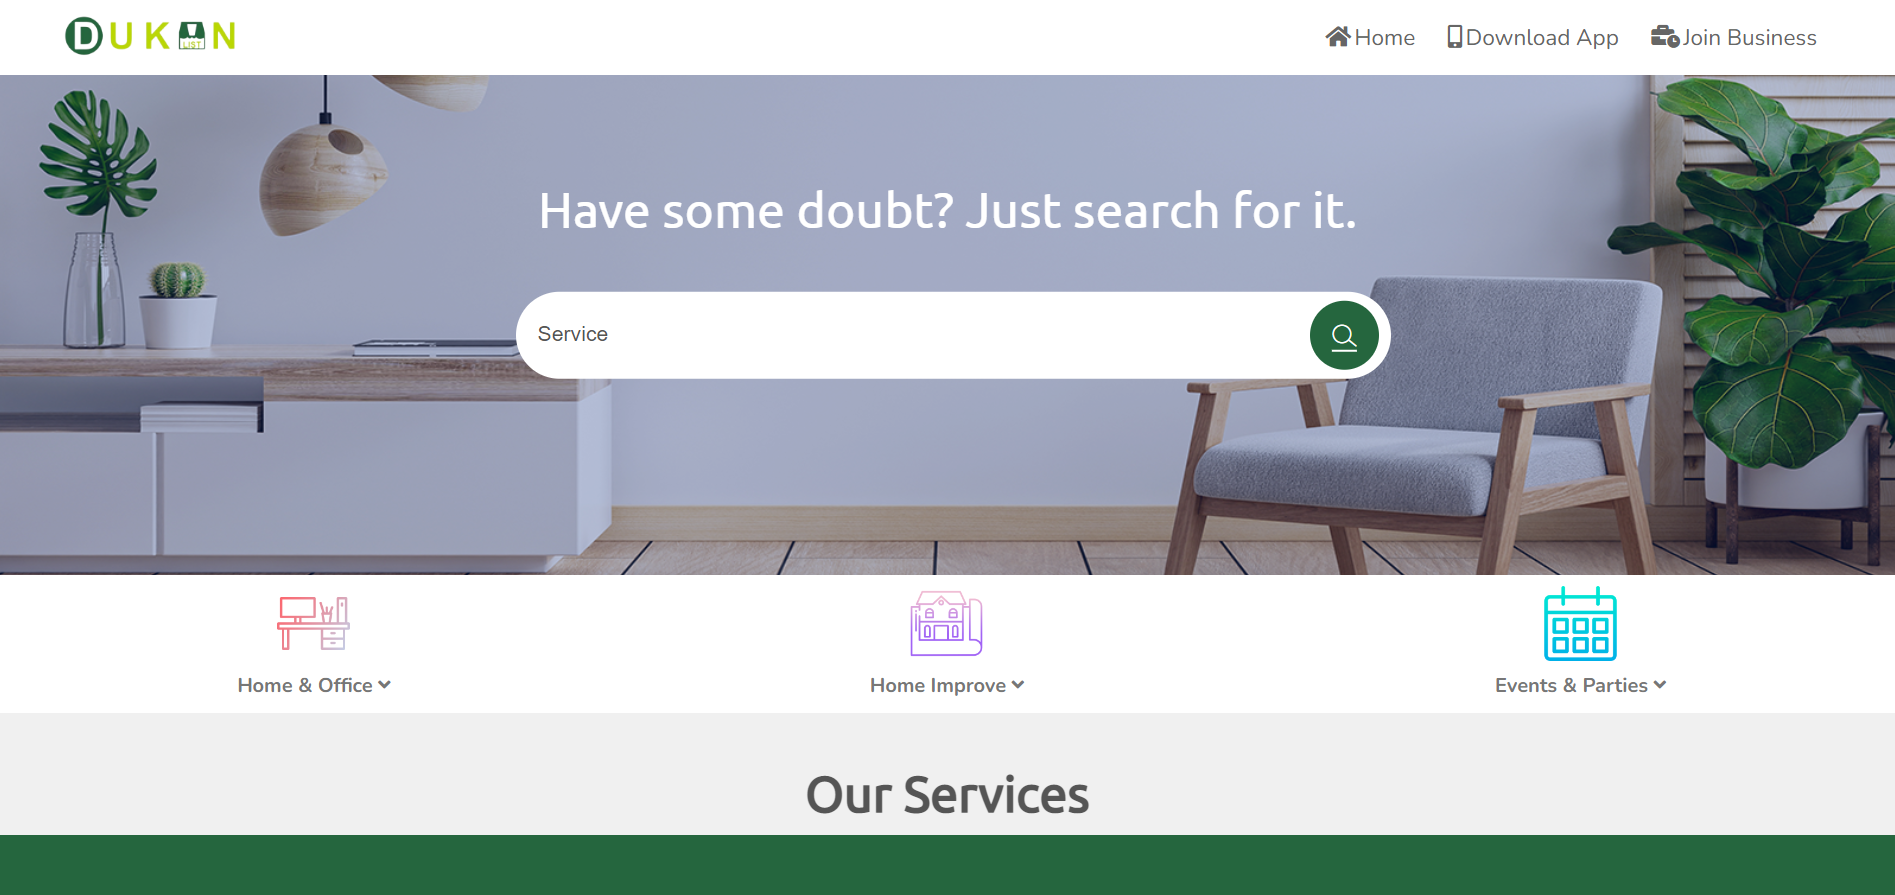 DUKAN
LIST
Home
Download App
Join Business
Have some doubt? Just search for it.
Service
Home & Office
Home Improve
Events & Parties
Our Services